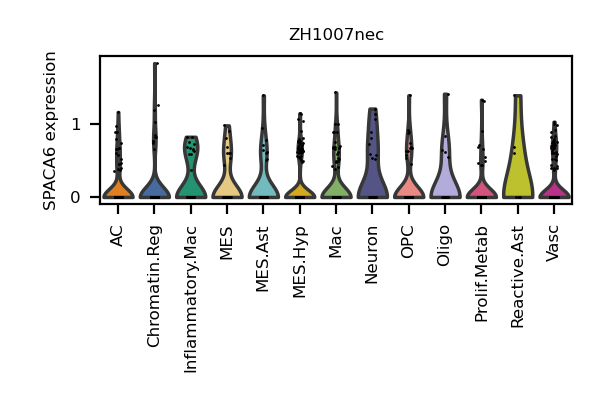 ZH1007nec
SPACA6 expression
1
0
AC
Chromatin.Reg
Inflammatory.Mac
MES
MES.Ast
MES.Hyp
Mac
Neuron
OPC
Oligo
Prolif.Metab
Reactive.Ast
Vasc